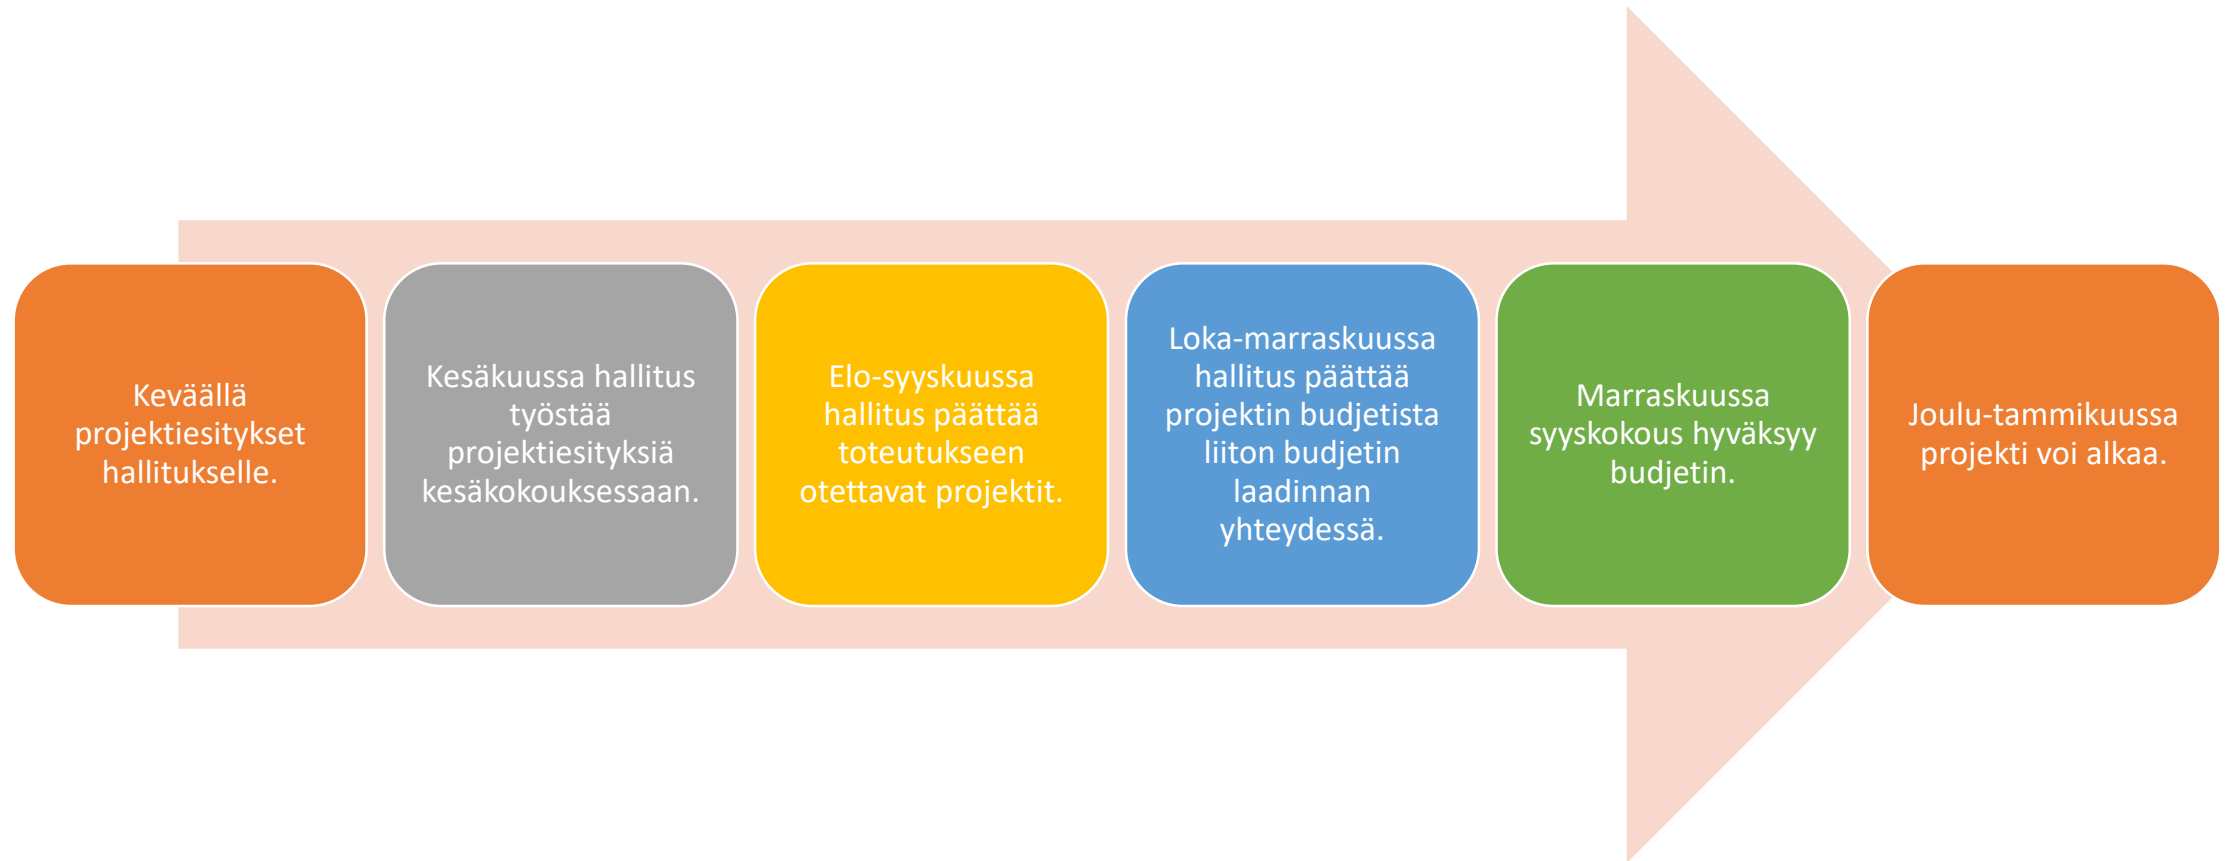 Keväällä
projektiesitykset
hallitukselle.
Kesäkuussa hallitus
työstää
projektiesityksiä
kesäkokouksessaan.
Elo-syyskuussa
hallitus päättää
toteutukseen
otettavat projektit.
Loka-marraskuussa
hallitus päättää
projektin budjetista
liiton budjetin
laadinnan
yhteydessä.
Marraskuussa
syyskokous hyväksyy
budjetin.
Joulu-tammikuussa
projekti voi alkaa.